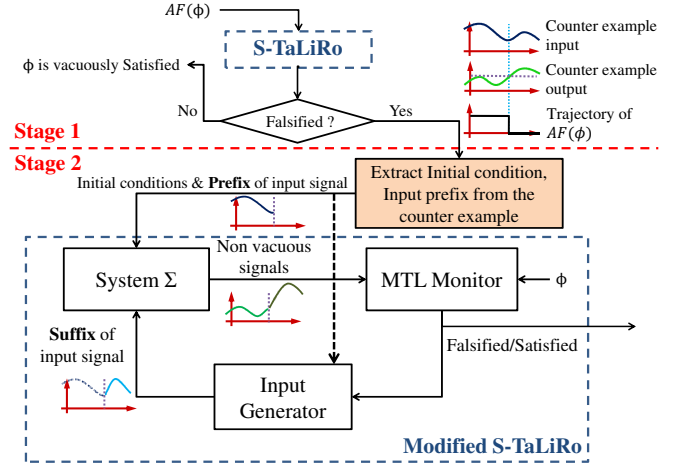 AF(ϕ)
S-TaLiRo
ϕ is vacuously Satisfied
No
Falsified ?
Yes
Counter example
input
Counter example
output
Trajectory of
AF(ϕ)
Stage 1
Stage 2
Extract Initial condition,
Input prefix from the
counter example
Initial conditions & Prefix of input signal
System Σ
Non vacuous
signals
MTL Monitor
ϕ
Suffix of
input signal
Falsified/Satisfied
Input
Generator
Modified S-TaLiRo